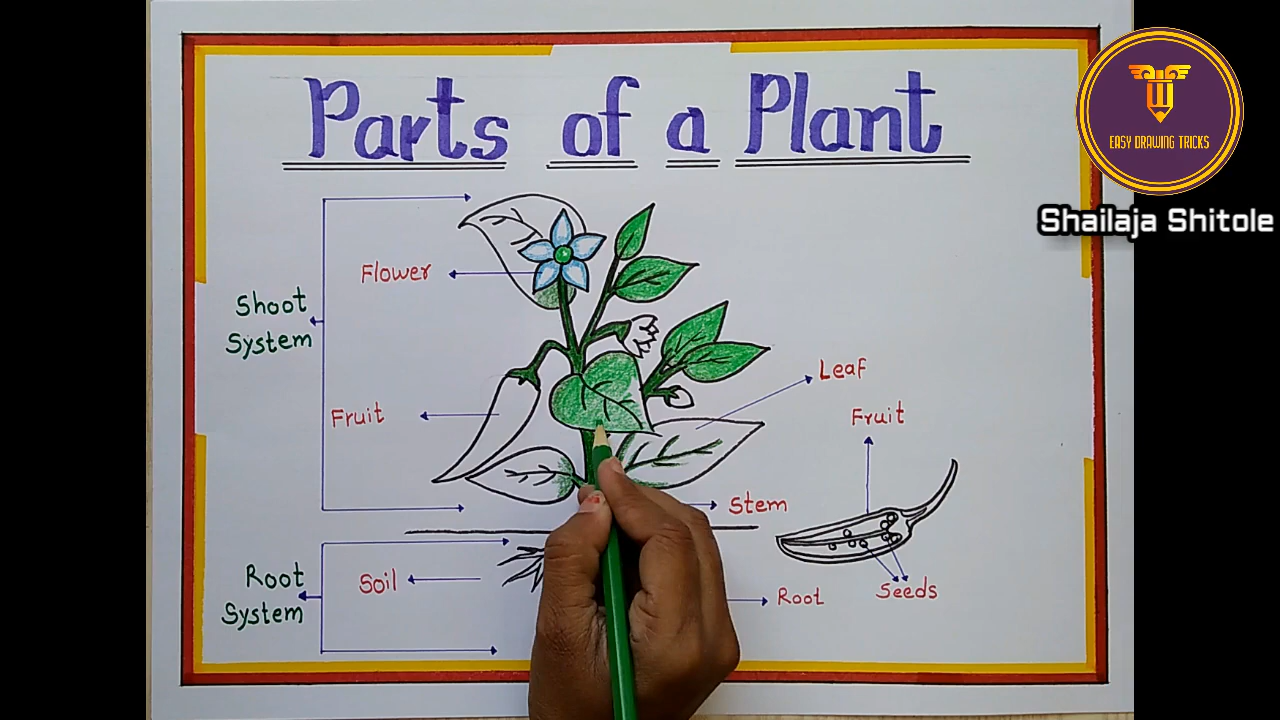 Parts of a Plant
EASY DRAWING TRICKS
Shailaja Shitole
Flower
Shoot
System
Leaf
Fruit
Fruit
Stem
Root
System
Soil
Root
Seeds